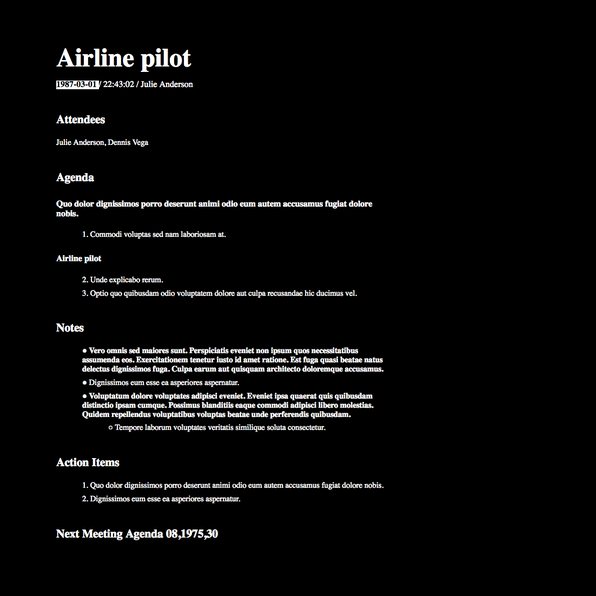 Airline pilot
1987-03-01 / 22:43:02 / Julie Anderson
Attendees
Julie Anderson, Dennis Vega
Agenda
Quo dolor dignissimos porro deserunt animi odio eum autem accusamus fugiat dolore
nobis.
1. Commodi voluptas sed nam laboriosam at.
Airline pilot
2. Unde explicabo rerum.
3. Optio quo quibusdam odio voluptatem dolore aut culpa recusandae hic ducimus vel.
Notes
● Vero omnis sed maiores sunt. Perspiciatis eveniet non ipsum quos necessitatibus
assumenda eos. Exercitationem tenetur iusto id amet ratione. Est fuga quasi beatae natus
delectus dignissimos fuga. Culpa earum aut quisquam architecto doloremque accusamus.
● Dignissimos eum esse ea asperiores aspernatur.
● Voluptatum dolore voluptates adipisci eveniet. Eveniet ipsa quaerat quis quibusdam
distinctio ipsam cumque. Possimus blanditiis eaque commodi adipisci libero molestias.
Quidem repellendus voluptatibus voluptas beatae unde perferendis quibusdam.
○ Tempore laborum voluptates veritatis similique soluta consectetur.
Action Items
1. Quo dolor dignissimos porro deserunt animi odio eum autem accusamus fugiat dolore nobis.
2. Dignissimos eum esse ea asperiores aspernatur.
Next Meeting Agenda 08,1975,30